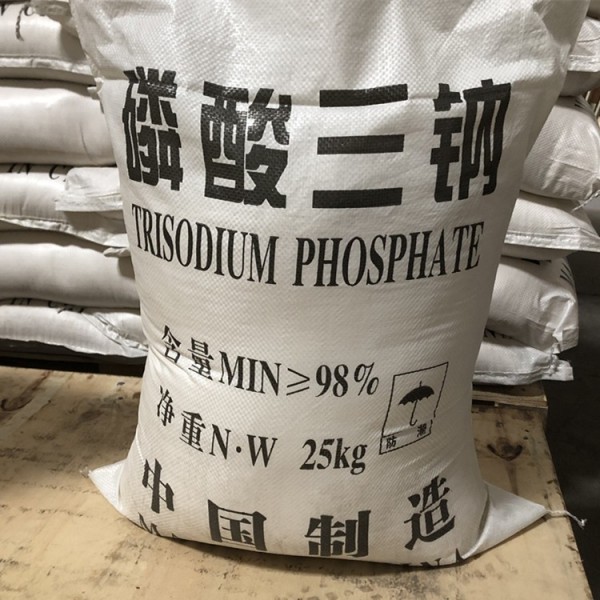 磷酸三钠
TRISODIUM PHOSPHATE
含量MIN≥98%
净重N·W 25kg
防潮
中国制造